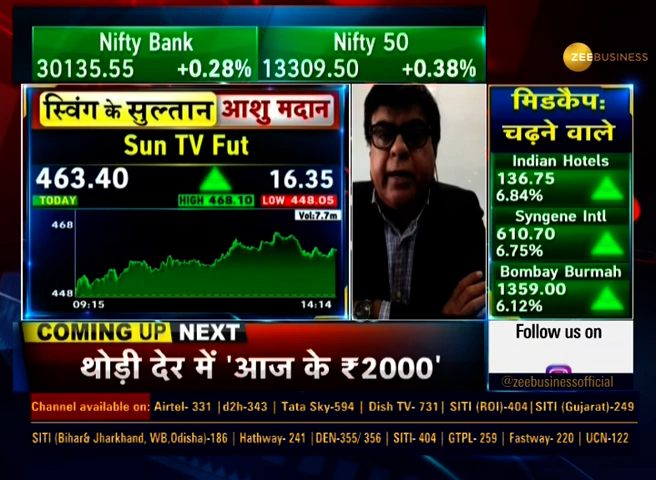 Nifty Bank
30135.55 +0.28%
Nifty 50
13309.50 +0.38%
ZEEBUSINESS
स्विंग के सुल्तान आशु मदान
Sun TV Fut
463.40 16.35
TODAY HIGH 468.10 LOW 448.05
Vol:7.7m
468
448
09:15 14:14
मिडकैप:
चढ़ने वाले
Indian Hotels
136.75
6.84%
Syngene Intl
610.70
6.75%
Bombay Burmah
1359.00
6.12%
COMING UP NEXT
थोड़ी देर में 'आज के ₹2000'
Follow us on
@zeebusinessofficial
Channel available on: Airtel- 331 | d2h-343 | Tata Sky-594 | Dish TV- 731 | SITI (ROI)-404 | SITI (Gujarat)-249
SITI (Bihar& Jharkhand, WB,Odisha)-186 | Hathway- 241 | DEN-355/ 356 | SITI- 404 | GTPL- 259 | Fastway- 220 | UCN-122